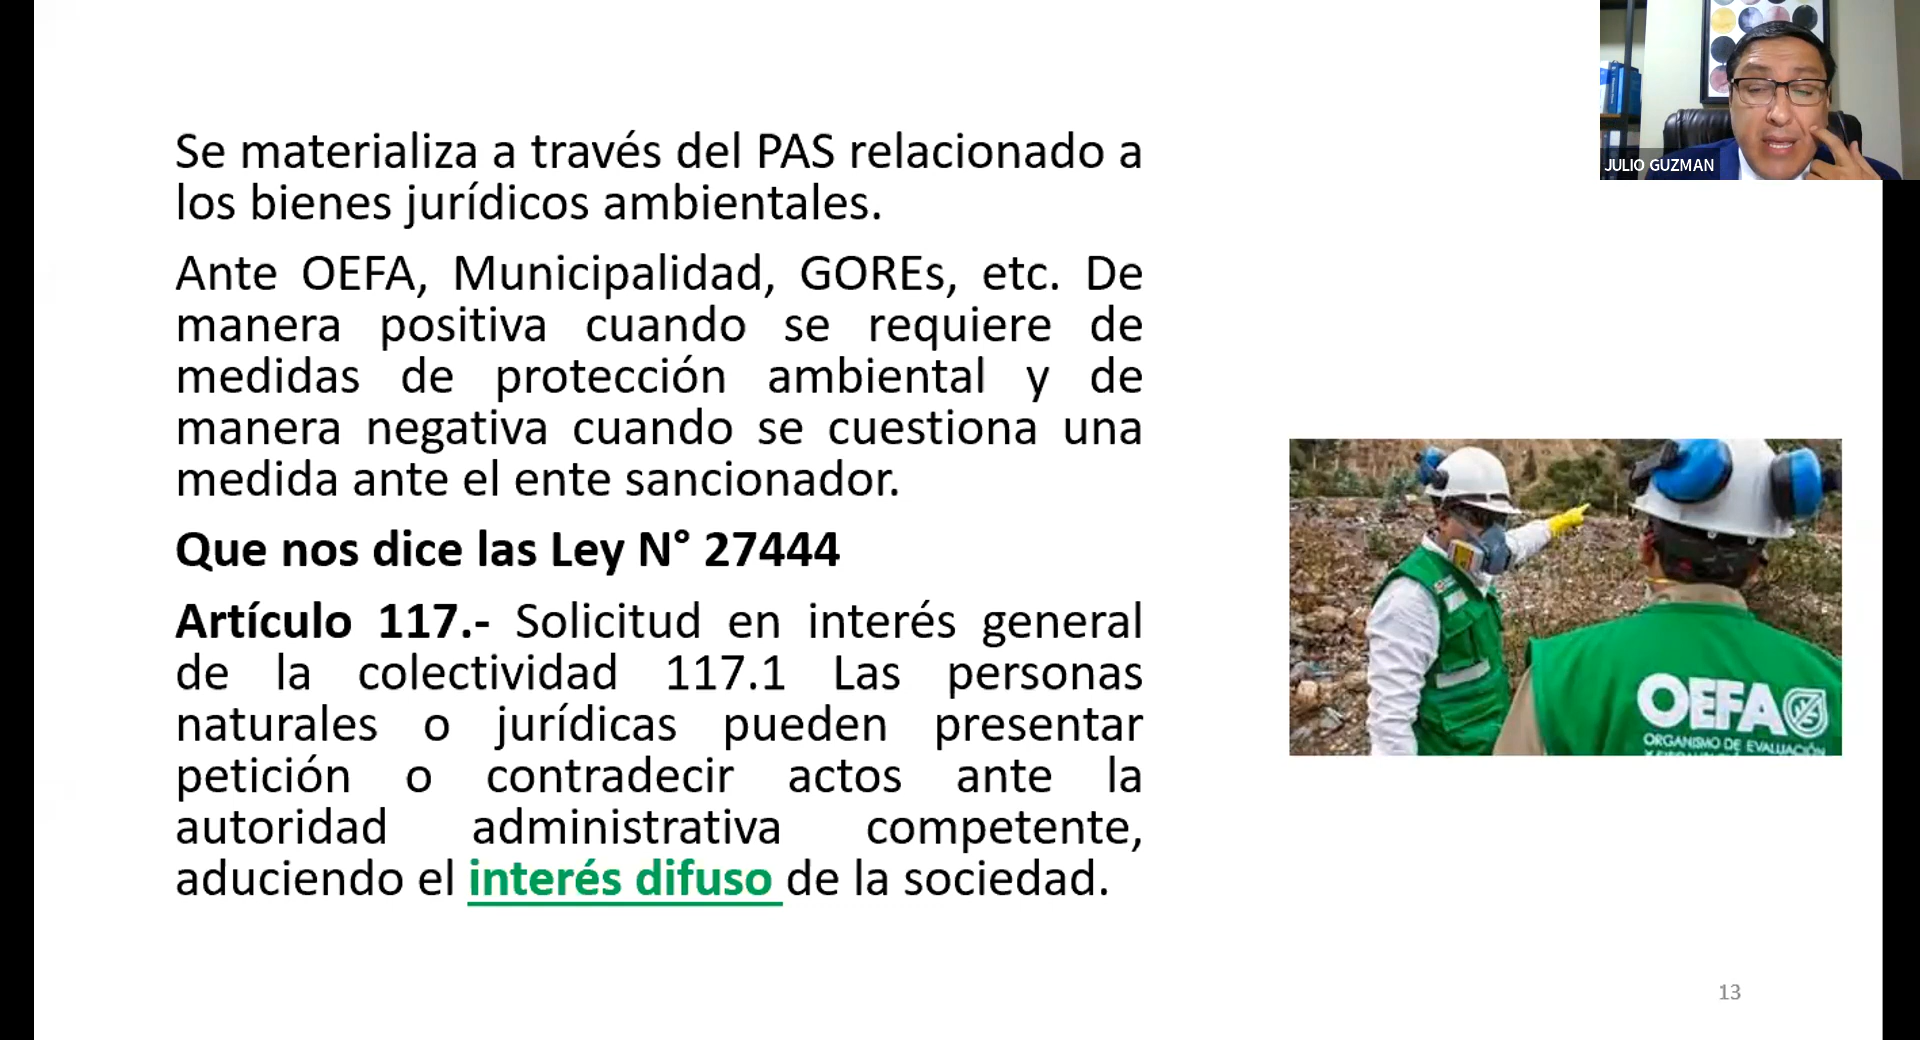 Se materializa a través del PAS relacionado a
los bienes jurídicos ambientales.
Ante OEFA, Municipalidad, GOREs, etc. De
manera positiva cuando se requiere de
medidas de protección ambiental y de
manera negativa cuando se cuestiona una
medida ante el ente sancionador.
Que nos dice las Ley N° 27444
Artículo 117.- Solicitud en interés general
de la colectividad 117.1 Las personas
naturales o jurídicas pueden presentar
petición o contradecir actos ante la
autoridad administrativa competente,
aduciendo el interés difuso de la sociedad.
JULIO GUZMAN
OEFA
ORGANISMO DE EVALUACIÓN
13